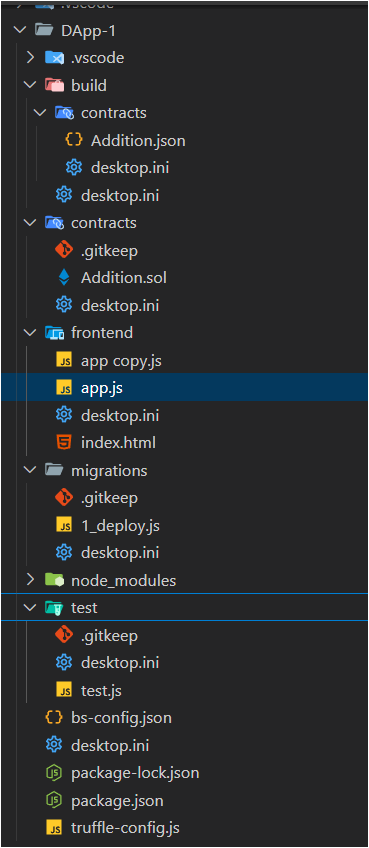 .vscode
DApp-1
.vscode
build
contracts
Addition.json
desktop.ini
desktop.ini
contracts
.gitkeep
Addition.sol
desktop.ini
frontend
app copy.js
app.js
desktop.ini
index.html
migrations
.gitkeep
1_deploy.js
desktop.ini
node_modules
test
.gitkeep
desktop.ini
test.js
bs-config.json
desktop.ini
package-lock.json
package.json
truffle-config.js